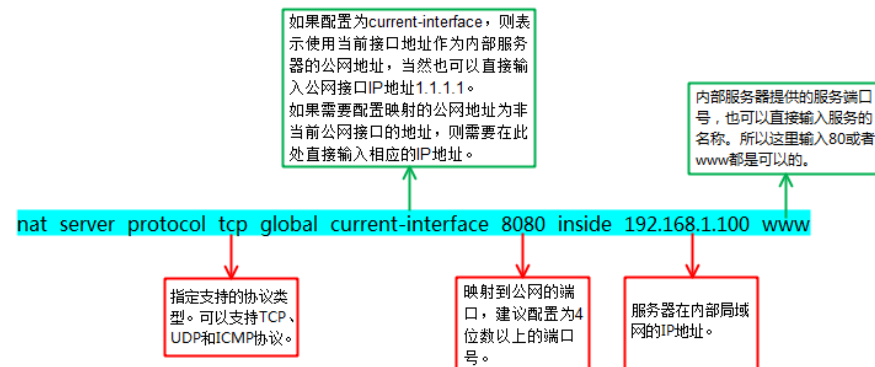 如果配置为current-interface，则表
示使用当前接口地址作为内部服务
器的公网地址，当然也可以直接输
入公网接口IP地址1.1.1.1。
如果需要配置映射的公网地址为非
当前公网接口的地址，则需要在此
处直接输入相应的IP地址。
内部服务器提供的服务端口
号，也可以直接输入服务的
名称。所以这里输入80或者
www都是可以的。
nat server protocol tcp global current-interface 8080 inside 192.168.1.100 www
指定支持的协议类
型。可以支持TCP、
UDP和ICMP协议。
映射到公网的端
口，建议配置为4
位数以上的端口
号。
服务器在内部局域
网的IP地址。